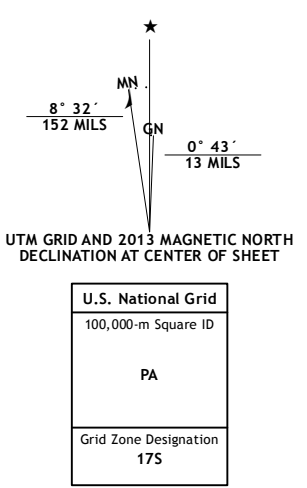 ★
MN
8° 32´
152 MILS
GN
0° 43´
13 MILS
UTM GRID AND 2013 MAGNETIC NORTH
DECLINATION AT CENTER OF SHEET
U.S. National Grid
100,000-m Square ID
PA
Grid Zone Designation
17S